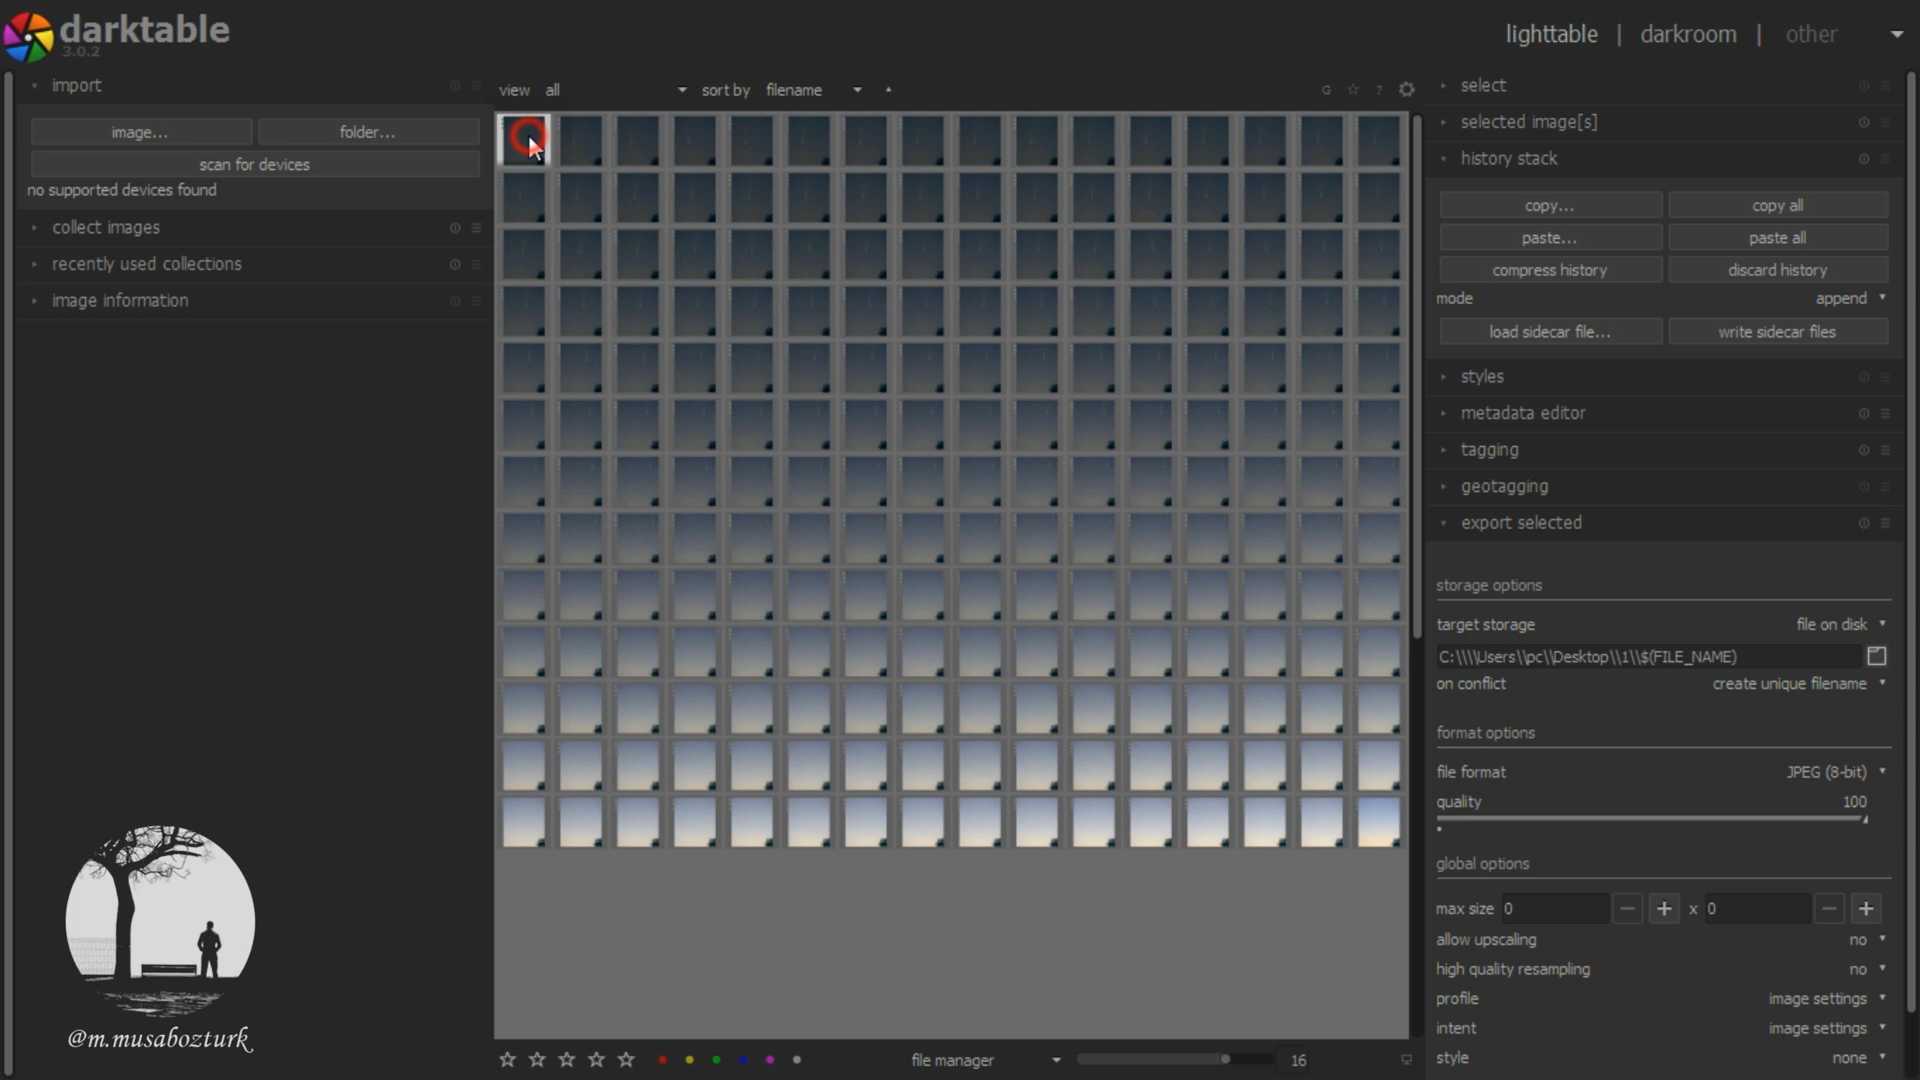 darktable
3.0.2
lighttable | darkroom | other
import
image...
folder...
scan for devices
no supported devices found
collect images
recently used collections
image information
view all
sort by filename
G
?
select
selected image[s]
history stack
copy...
copy all
paste...
paste all
compress history
discard history
mode
append
load sidecar file...
write sidecar files
styles
metadata editor
tagging
geotagging
export selected
storage options
target storage
file on disk
C:\\\\Users\\pc\\Desktop\\1\\$(FILE_NAME)
on conflict
create unique filename
format options
file format
JPEG (8-bit)
quality
100
global options
max size 0
x 0
allow upscaling
no
high quality resampling
no
profile
image settings
intent
image settings
style
none
file manager
16
@m.musabozturk